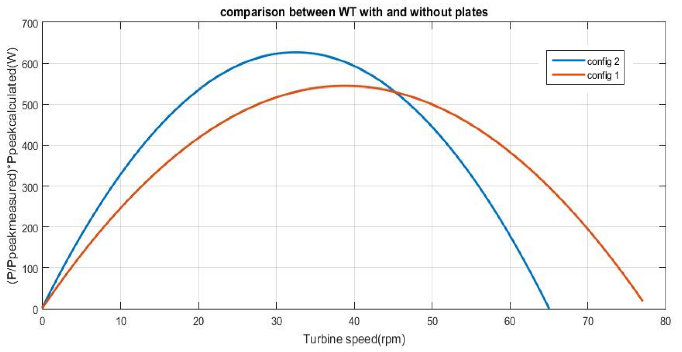 comparison between WT with and without plates
(P/Ppeakmeasured)*Ppeakcalculated(W)
700
600
500
400
300
200
100
0
config 2
config 1
0 10 20 30 40 50 60 70 80
Turbine speed(rpm)